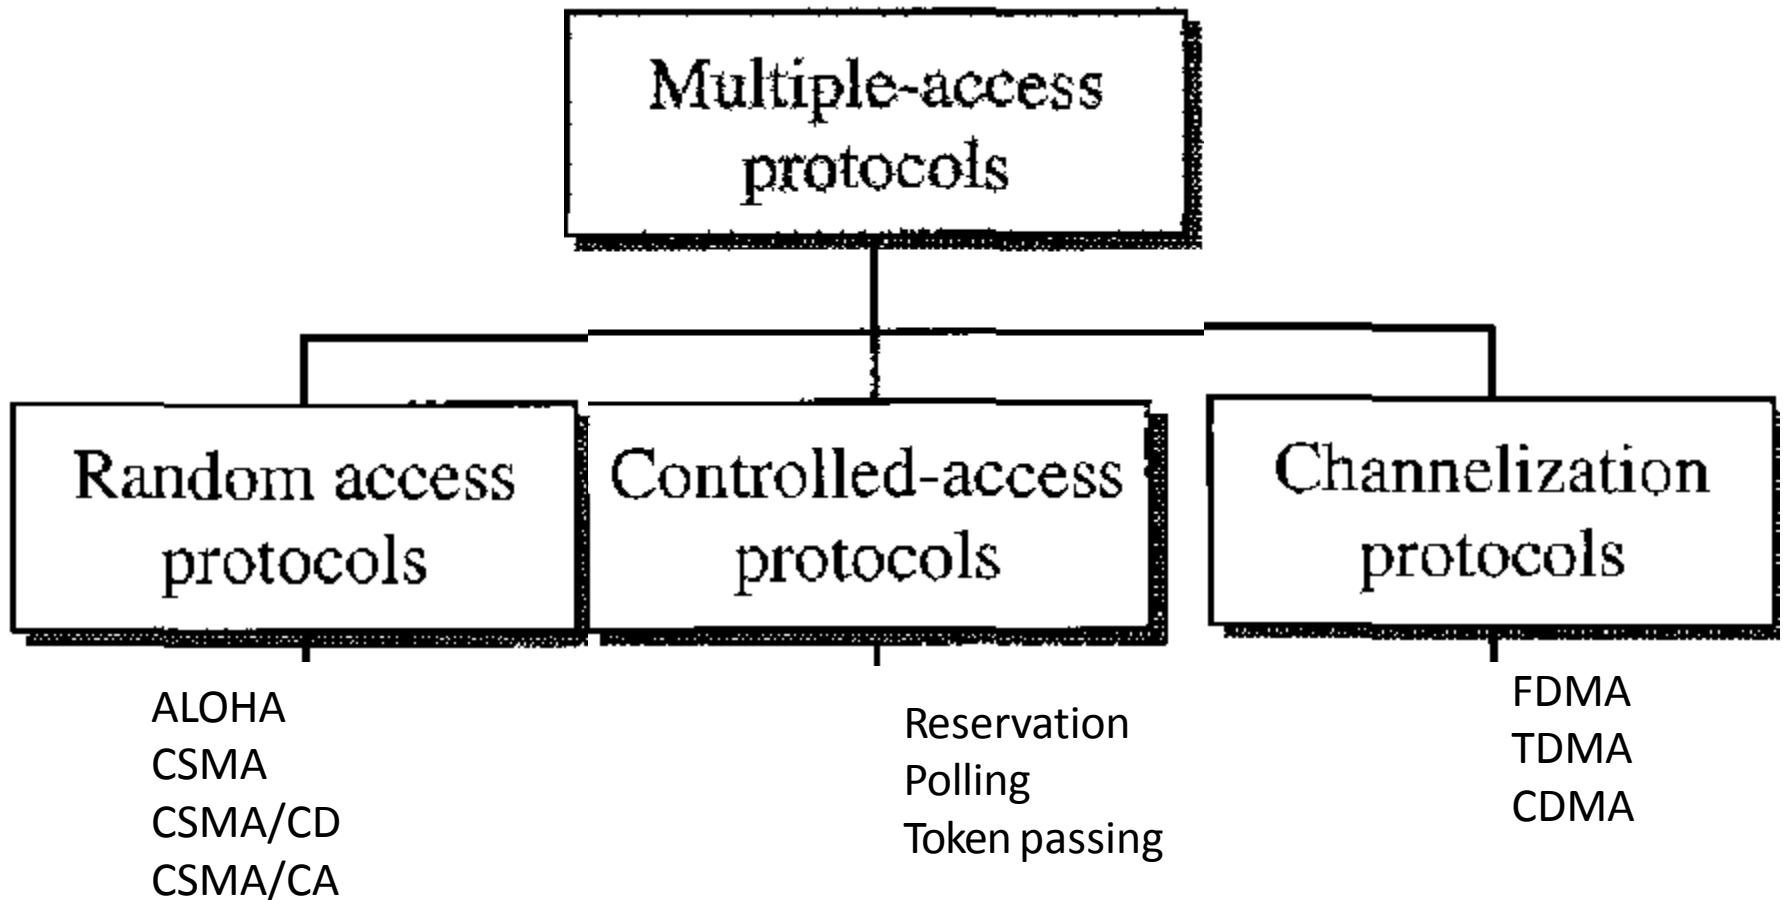 Multiple-access
protocols
Random access
protocols
Controlled-access
protocols
Channelization
protocols
ALOHA
CSMA
CSMA/CD
CSMA/CA
Reservation
Polling
Token passing
FDMA
TDMA
CDMA